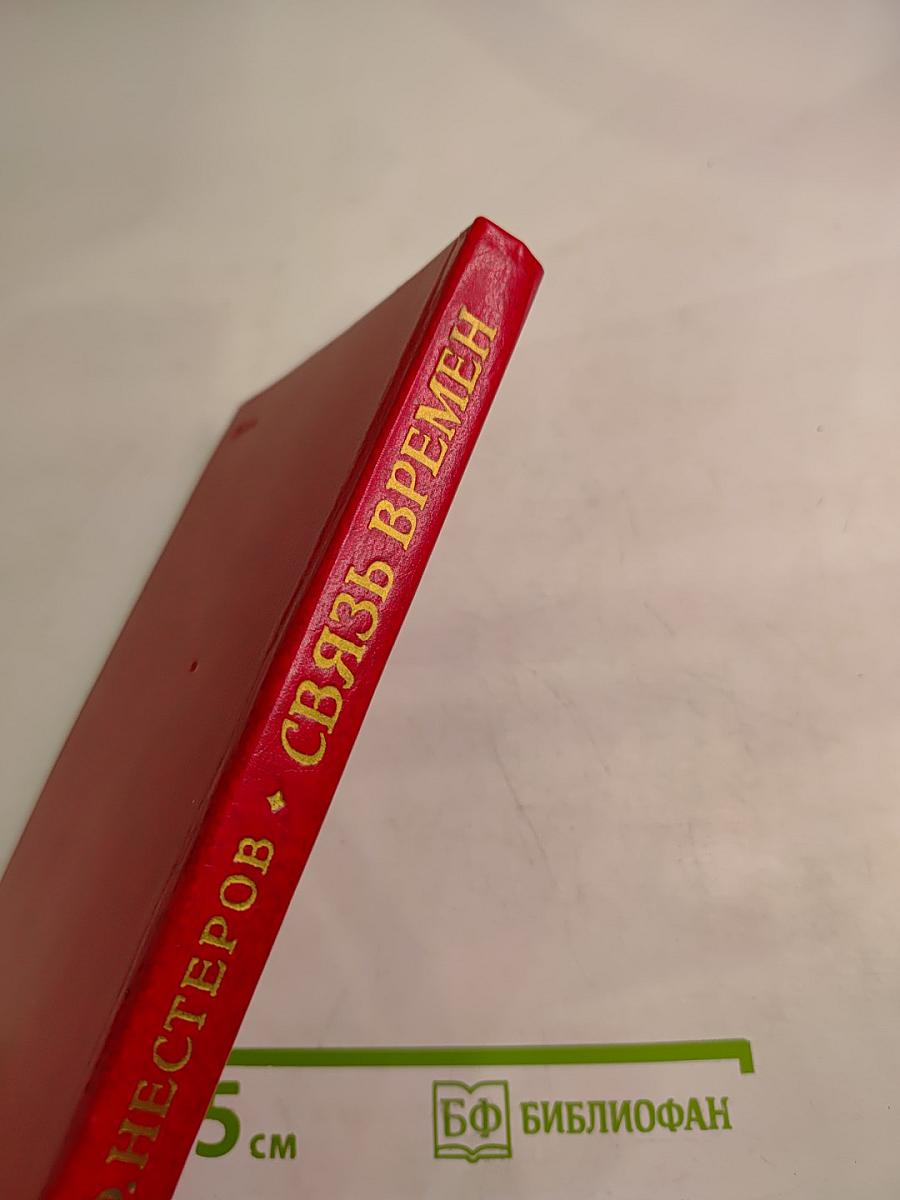 Ф. НЕСТЕРОВ ✦ СВЯЗЬ ВРЕМЕН
5 см
БФ БИБЛИОФАН